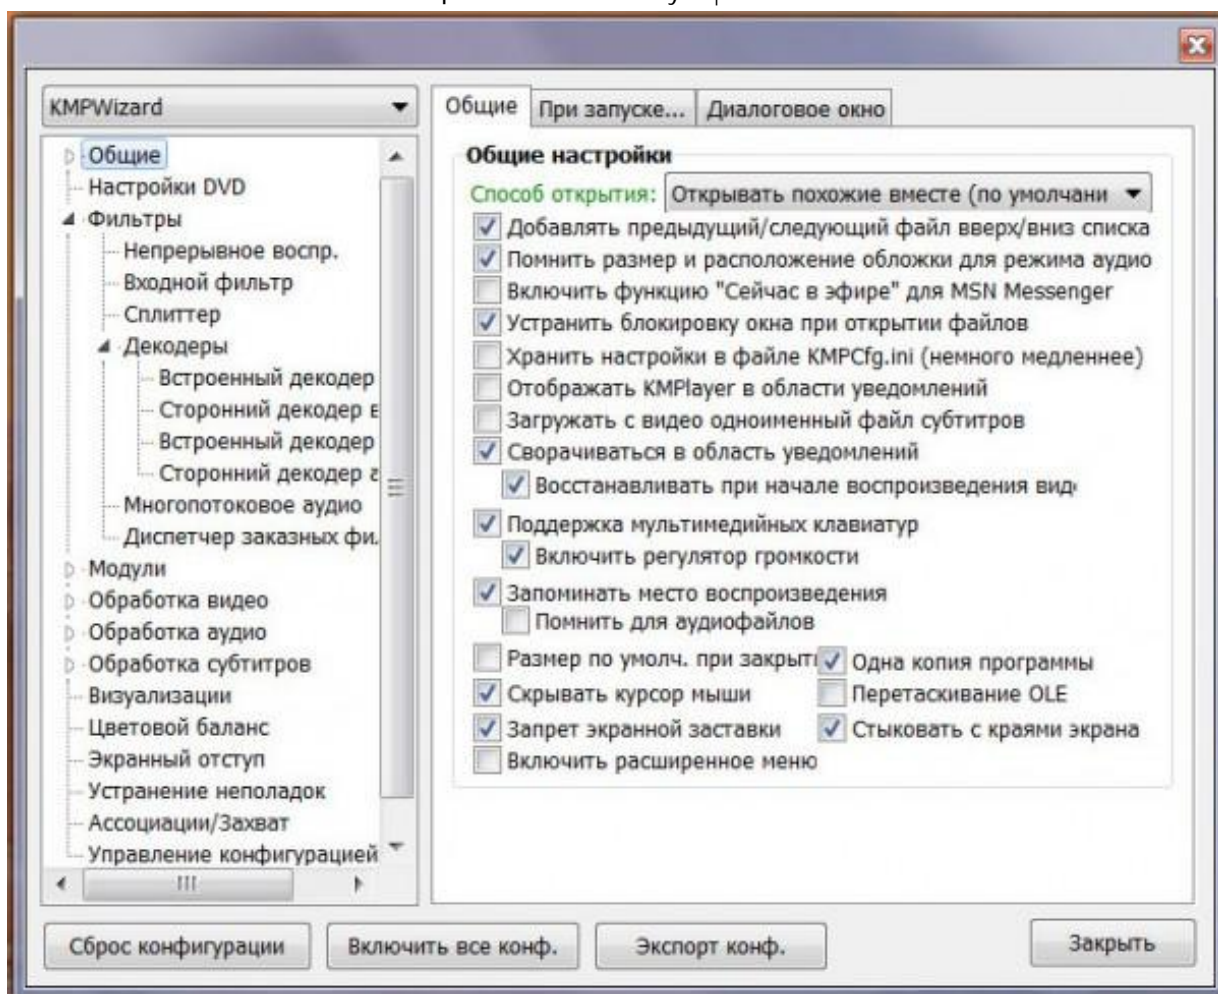 KMPWizard
Общие
Настройки DVD
Фильтры
Непрерывное воспр.
Входной фильтр
Сплиттер
Декодеры
Встроенный декодер
Сторонний декодер в
Встроенный декодер
Сторонний декодер а
Многопотоковое аудио
Диспетчер заказных фи
Модули
Обработка видео
Обработка аудио
Обработка субтитров
Визуализации
Цветовой баланс
Экранный отступ
Устранение неполадок
Ассоциации/Захват
Управление конфигурацией
Общие При запуске... Диалоговое окно
Общие настройки
Способ открытия: Открывать похожие вместе (по умолчани
Добавлять предыдущий/следующий файл вверх/вниз списка
Помнить размер и расположение обложки для режима аудио
Включить функцию "Сейчас в эфире" для MSN Messenger
Устранить блокировку окна при открытии файлов
Хранить настройки в файле KMPCfg.ini (немного медленнее)
Отображать KMPlayer в области уведомлений
Загружать с видео одноименный файл субтитров
Сворачиваться в область уведомлений
Восстанавливать при начале воспроизведения вид
Поддержка мультимедийных клавиатур
Включить регулятор громкости
Запоминать место воспроизведения
Помнить для аудиофайлов
Размер по умолч. при закрыт Одна копия программы
Скрывать курсор мыши Перетаскивание OLE
Запрет экранной заставки Стыковать с краями экрана
Включить расширенное меню
Сброс конфигурации Включить все конф. Экспорт конф. Закрыть